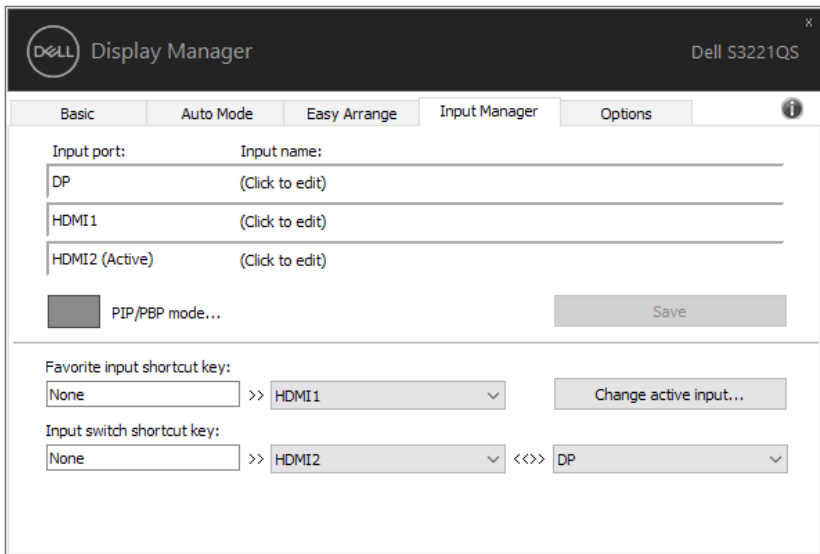 x
DELL Display Manager Dell S3221QS
Basic Auto Mode Easy Arrange Input Manager Options i
Input port: Input name:
DP (Click to edit)
HDMI1 (Click to edit)
HDMI2 (Active) (Click to edit)
PIP/PBP mode... Save
Favorite input shortcut key:
None >> HDMI1 Change active input...
Input switch shortcut key:
None >> HDMI2 <<>> DP